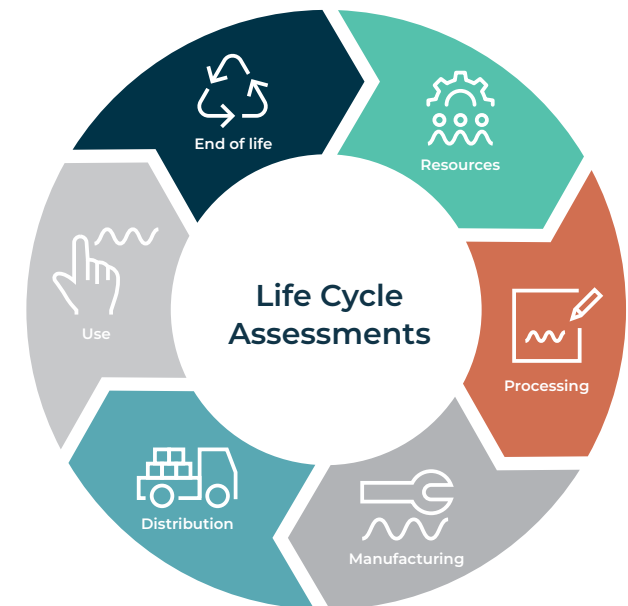 Life Cycle
Assessments
Resources
Processing
Manufacturing
Distribution
Use
End of life